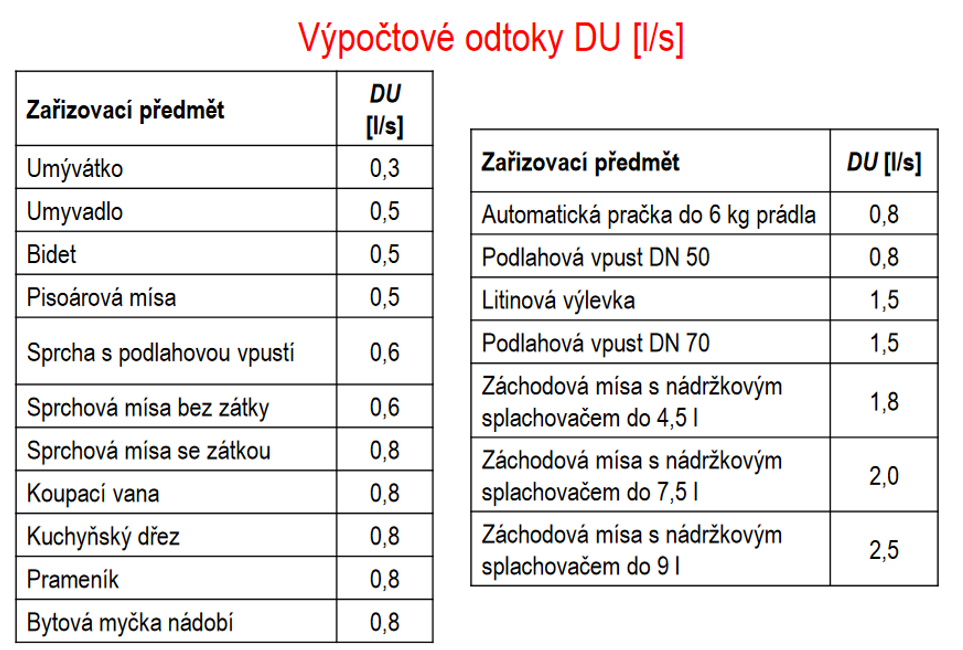 Výpočtové odtoky DU [l/s]
Zařizovací předmět DU
[l/s]
Umývátko 0,3
Umyvadlo 0,5
Bidet 0,5
Pisoárová mísa 0,5
Sprcha s podlahovou vpustí 0,6
Sprchová mísa bez zátky 0,6
Sprchová mísa se zátkou 0,8
Koupací vana 0,8
Kuchyňský dřez 0,8
Prameník 0,8
Bytová myčka nádobí 0,8
Zařizovací předmět DU [l/s]
Automatická pračka do 6 kg prádla 0,8
Podlahová vpust DN 50 0,8
Litinová výlevka 1,5
Podlahová vpust DN 70 1,5
Záchodová mísa s nádržkovým
splachovačem do 4,5 l 1,8
Záchodová mísa s nádržkovým
splachovačem do 7,5 l 2,0
Záchodová mísa s nádržkovým
splachovačem do 9 l 2,5